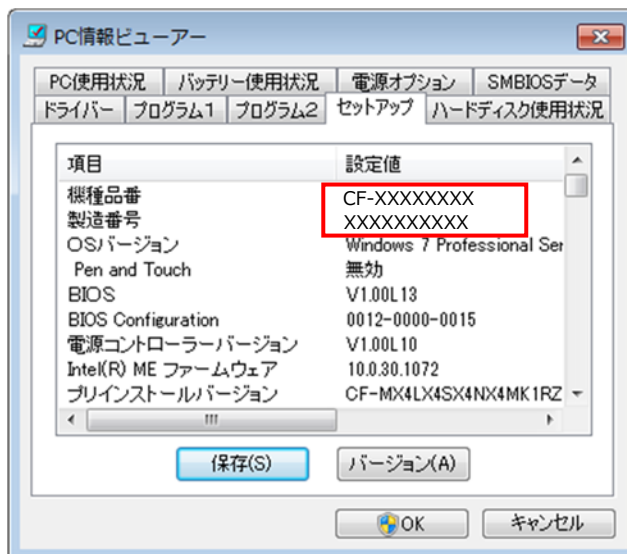 PC情報ビューアー
PC使用状況 バッテリー使用状況 電源オプション SMBIOSデータ
ドライバー プログラム1 プログラム2 セットアップ ハードディスク使用状況
項目 設定値
機種品番 CF-XXXXXXXX
製造番号 XXXXXXXXXX
OSバージョン Windows 7 Professional Ser
Pen and Touch 無効
BIOS V1.00L13
BIOS Configuration 0012-0000-0015
電源コントローラーバージョン V1.00L10
Intel(R) ME ファームウェア 10.0.30.1072
プリインストールバージョン CF-MX4LX4SX4NX4MK1RZ
保存(S) バージョン(A)
OK キャンセル